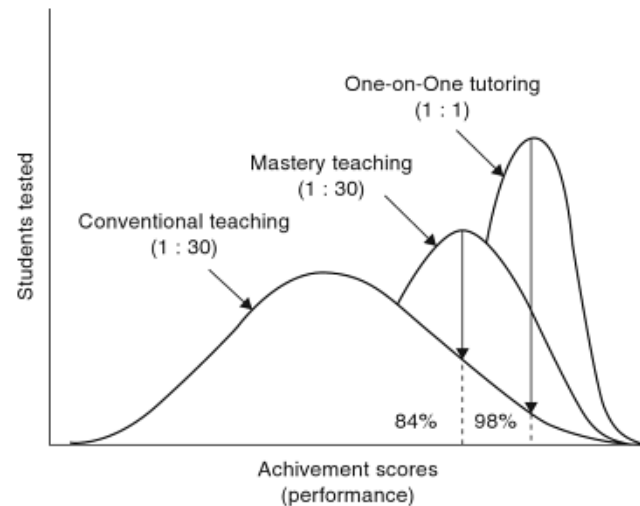 One-on-One tutoring
(1 : 1)
Mastery teaching
(1 : 30)
Conventional teaching
(1 : 30)
Students tested
84%
98%
Achivement scores
(performance)